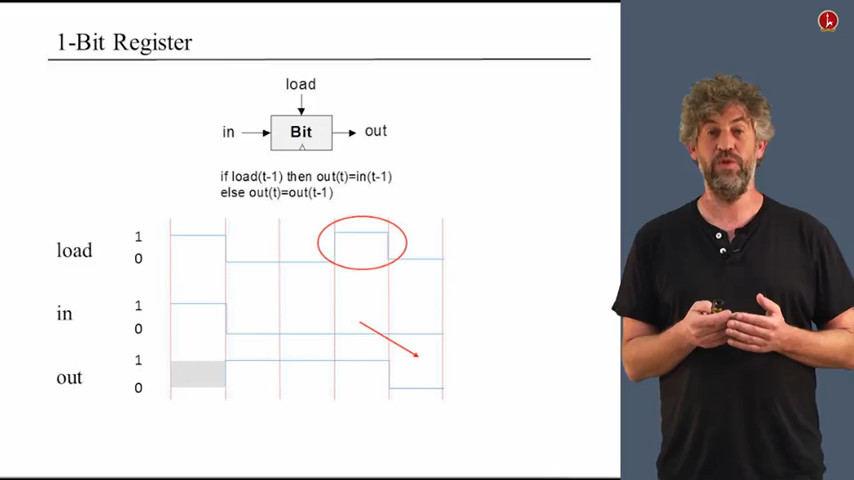 1-Bit Register
load
in
Bit
out
if load(t-1) then out(t)=in(t-1)
else out(t)=out(t-1)
load
1
0
in
1
0
out
1
0